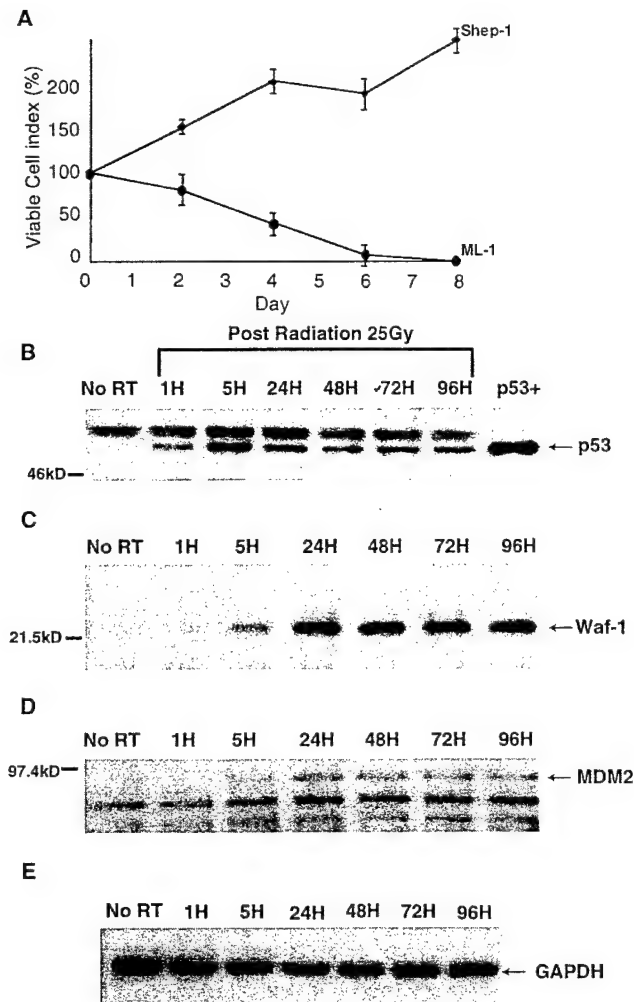 A
Viable Cell index (%)
200
150
100
50
0
Shep-1
ML-1
0 1 2 3 4 5 6 7 8
Day
Post Radiation 25Gy
B
No RT 1H 5H 24H 48H 72H 96H p53+
p53
46kD
C
No RT 1H 5H 24H 48H 72H 96H
Waf-1
21.5kD
D
No RT 1H 5H 24H 48H 72H 96H
97.4kD
MDM2
E
No RT 1H 5H 24H 48H 72H 96H
GAPDH